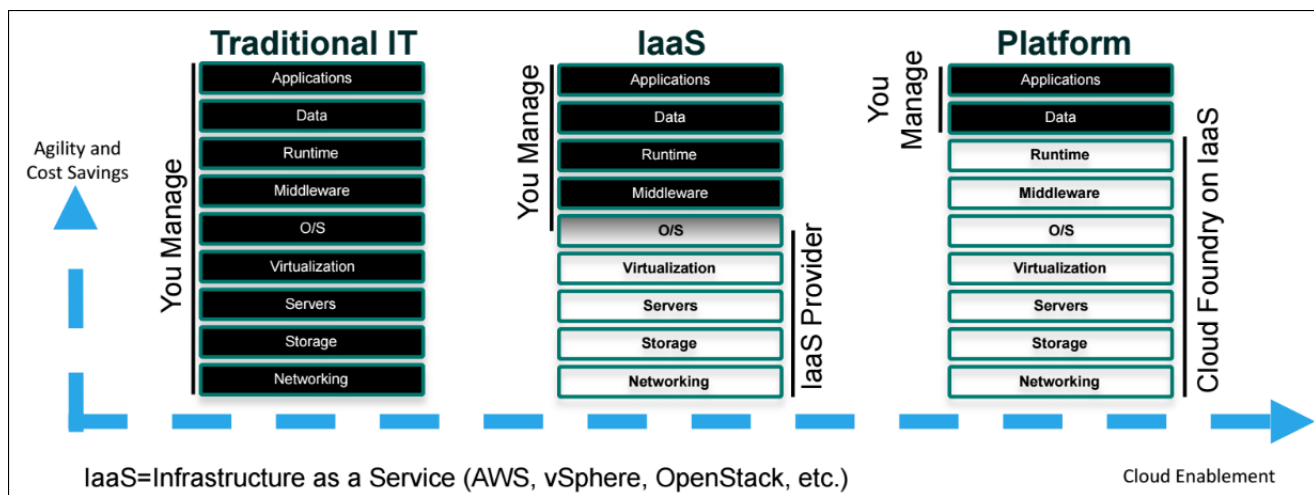 Traditional IT
Applications
Data
Runtime
Middleware
O/S
Virtualization
Servers
Storage
Networking
You Manage
IaaS
Applications
Data
Runtime
Middleware
O/S
Virtualization
Servers
Storage
Networking
You Manage
IaaS Provider
Platform
Applications
Data
Runtime
Middleware
O/S
Virtualization
Servers
Storage
Networking
You
Manage
Cloud Foundry on IaaS
Agility and
Cost Savings
IaaS=Infrastructure as a Service (AWS, vSphere, OpenStack, etc.)
Cloud Enablement